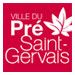 VILLE DU
Pré
Saint-
Gervais